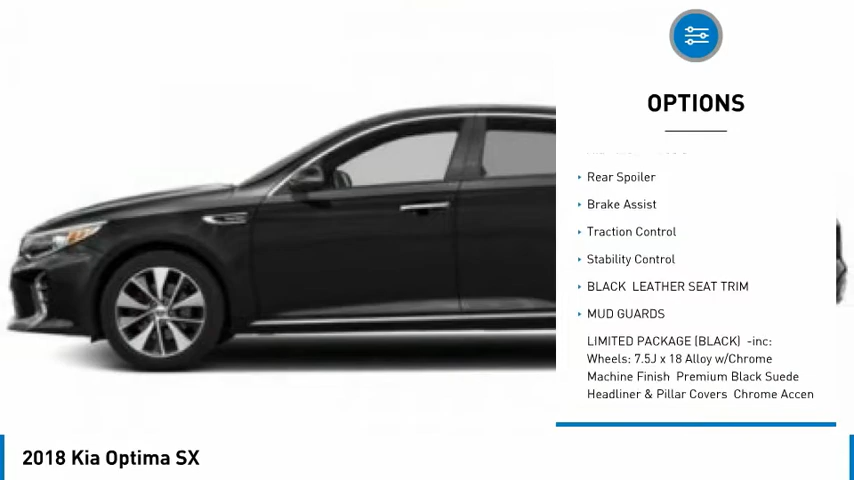 OPTIONS
Rear Spoiler
Brake Assist
Traction Control
Stability Control
BLACK LEATHER SEAT TRIM
MUD GUARDS
LIMITED PACKAGE (BLACK) -inc:
Wheels: 7.5J x 18 Alloy w/Chrome
Machine Finish Premium Black Suede
Headliner & Pillar Covers Chrome Accen
2018 Kia Optima SX